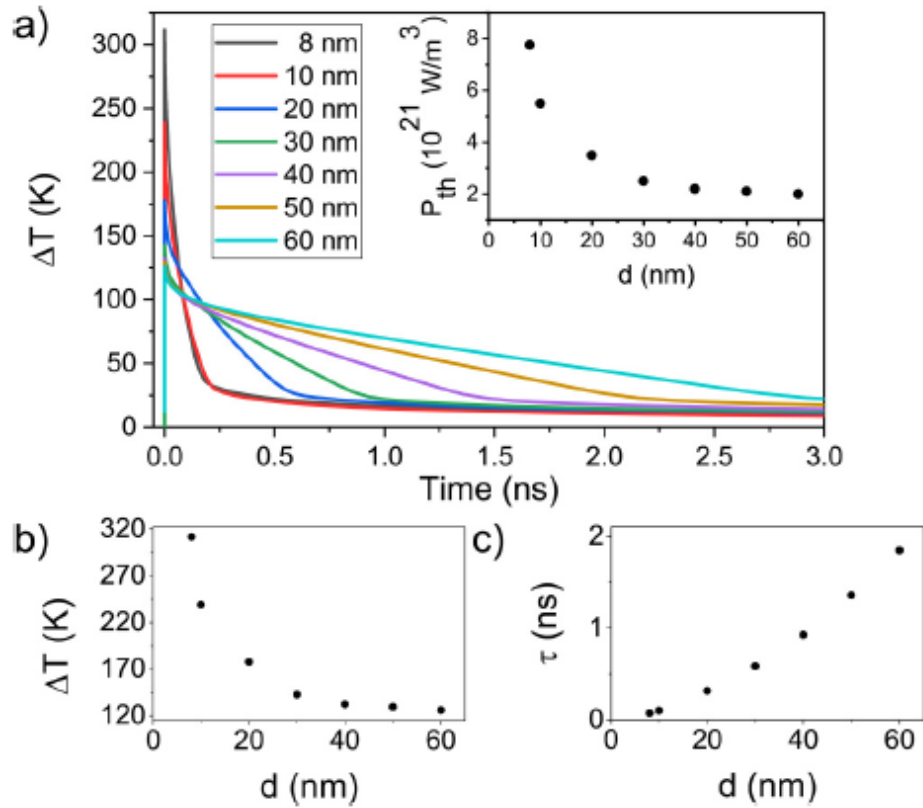 a)
300
250
200
150
100
50
0
ΔT (K)
8 nm
10 nm
20 nm
30 nm
40 nm
50 nm
60 nm
0.0 0.5 1.0 1.5 2.0 2.5 3.0
Time (ns)
8
6
4
2
P_th (10^21 W/m^3)
0 10 20 30 40 50 60
d (nm)
b)
320
270
220
170
120
ΔT (K)
0 20 40 60
d (nm)
c)
2
1
0
τ (ns)
0 20 40 60
d (nm)